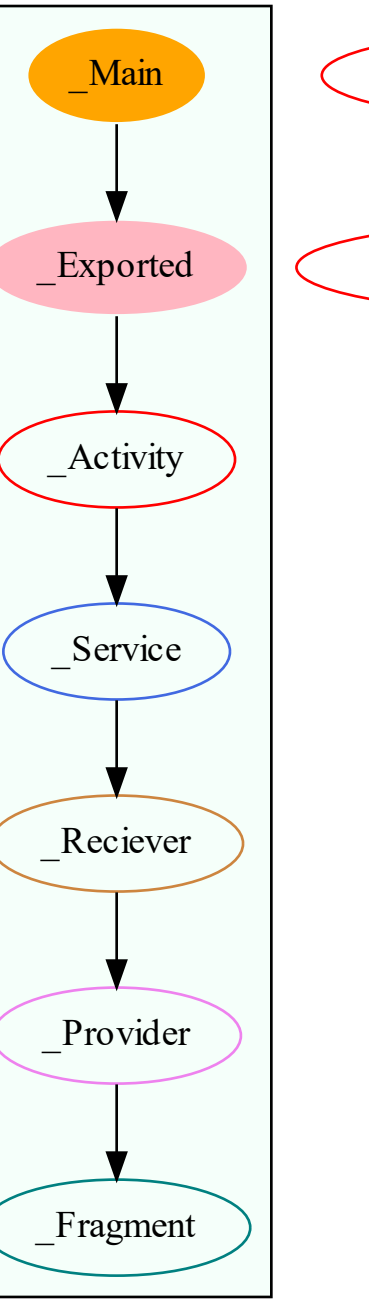 _Main
_Exported
_Activity
_Service
_Reciever
_Provider
_Fragment